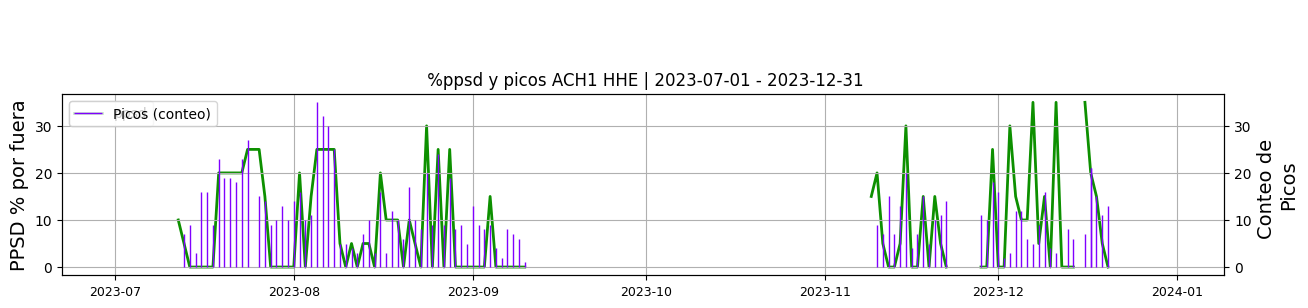 %ppsd y picos ACH1 HHE | 2023-07-01 - 2023-12-31
Picos (conteo)
PPSD % por fuera
30
20
10
0
30
20
10
0
Conteo de
Picos
2023-07 2023-08 2023-09 2023-10 2023-11 2023-12 2024-01